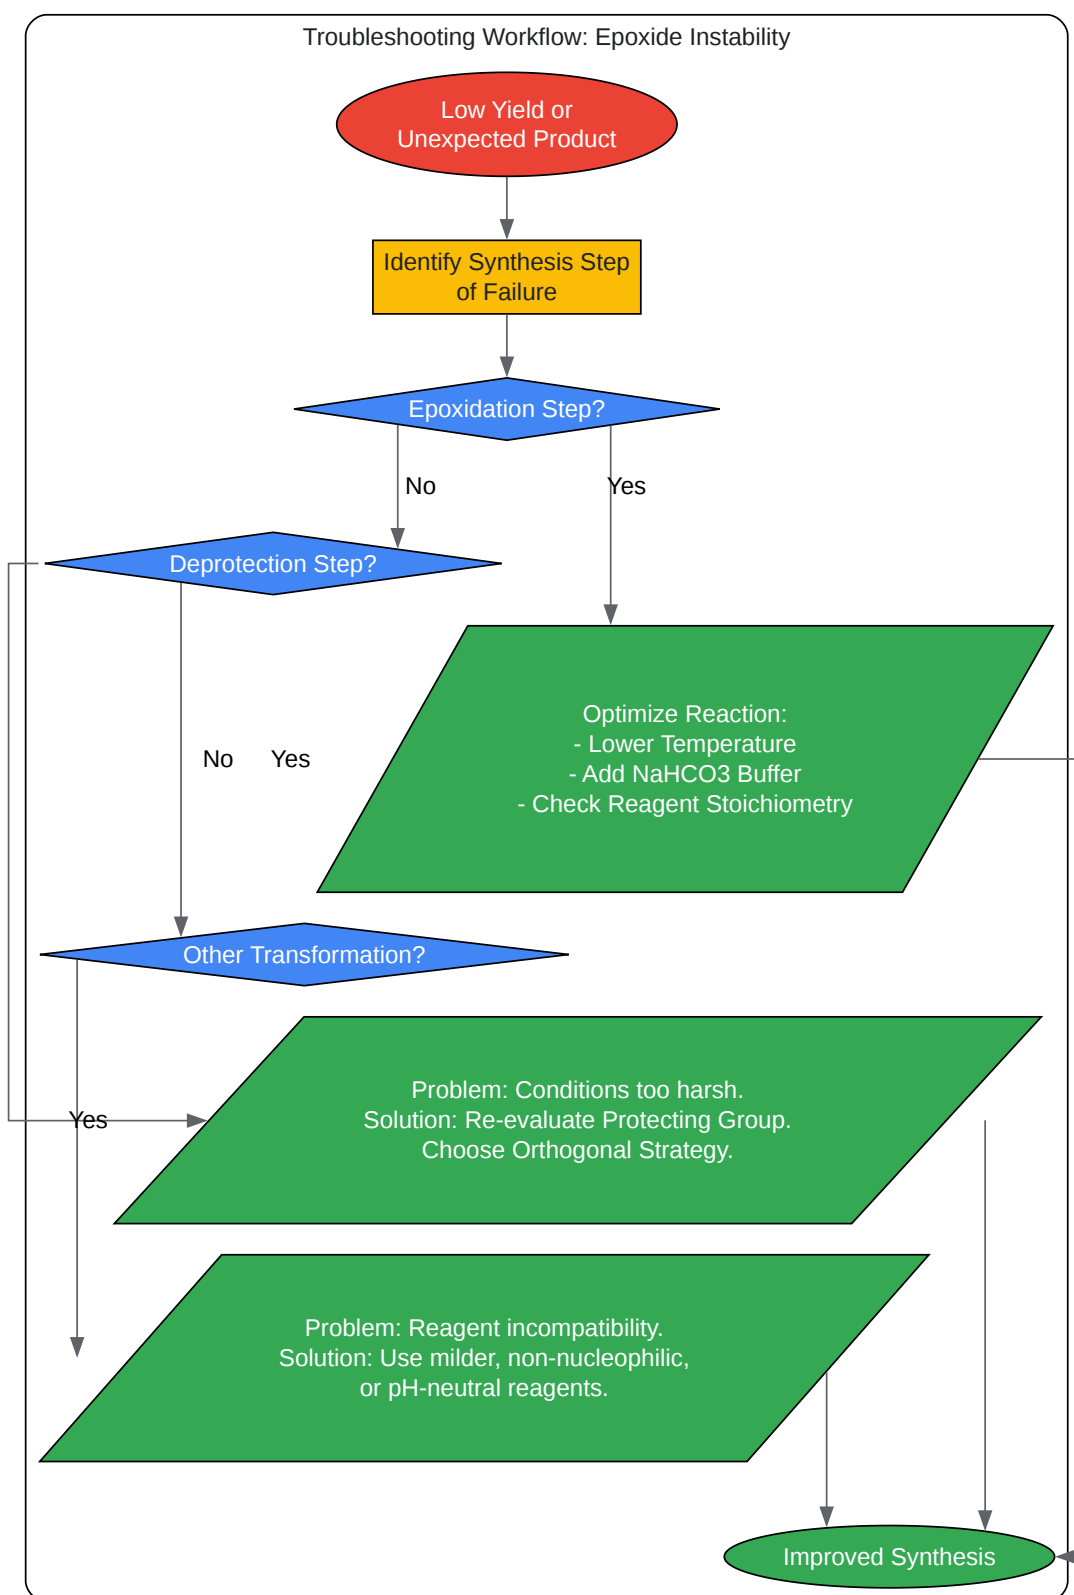 Troubleshooting Workflow: Epoxide Instability
Low Yield or
Unexpected Product
Identify Synthesis Step
of Failure
Epoxidation Step?
No
Yes
Deprotection Step?
Optimize Reaction:
- Lower Temperature
- Add NaHCO3 Buffer
- Check Reagent Stoichiometry
No
Yes
Other Transformation?
Problem: Conditions too harsh.
Solution: Re-evaluate Protecting Group.
Choose Orthogonal Strategy.
Yes
Problem: Reagent incompatibility.
Solution: Use milder, non-nucleophilic,
or pH-neutral reagents.
Improved Synthesis